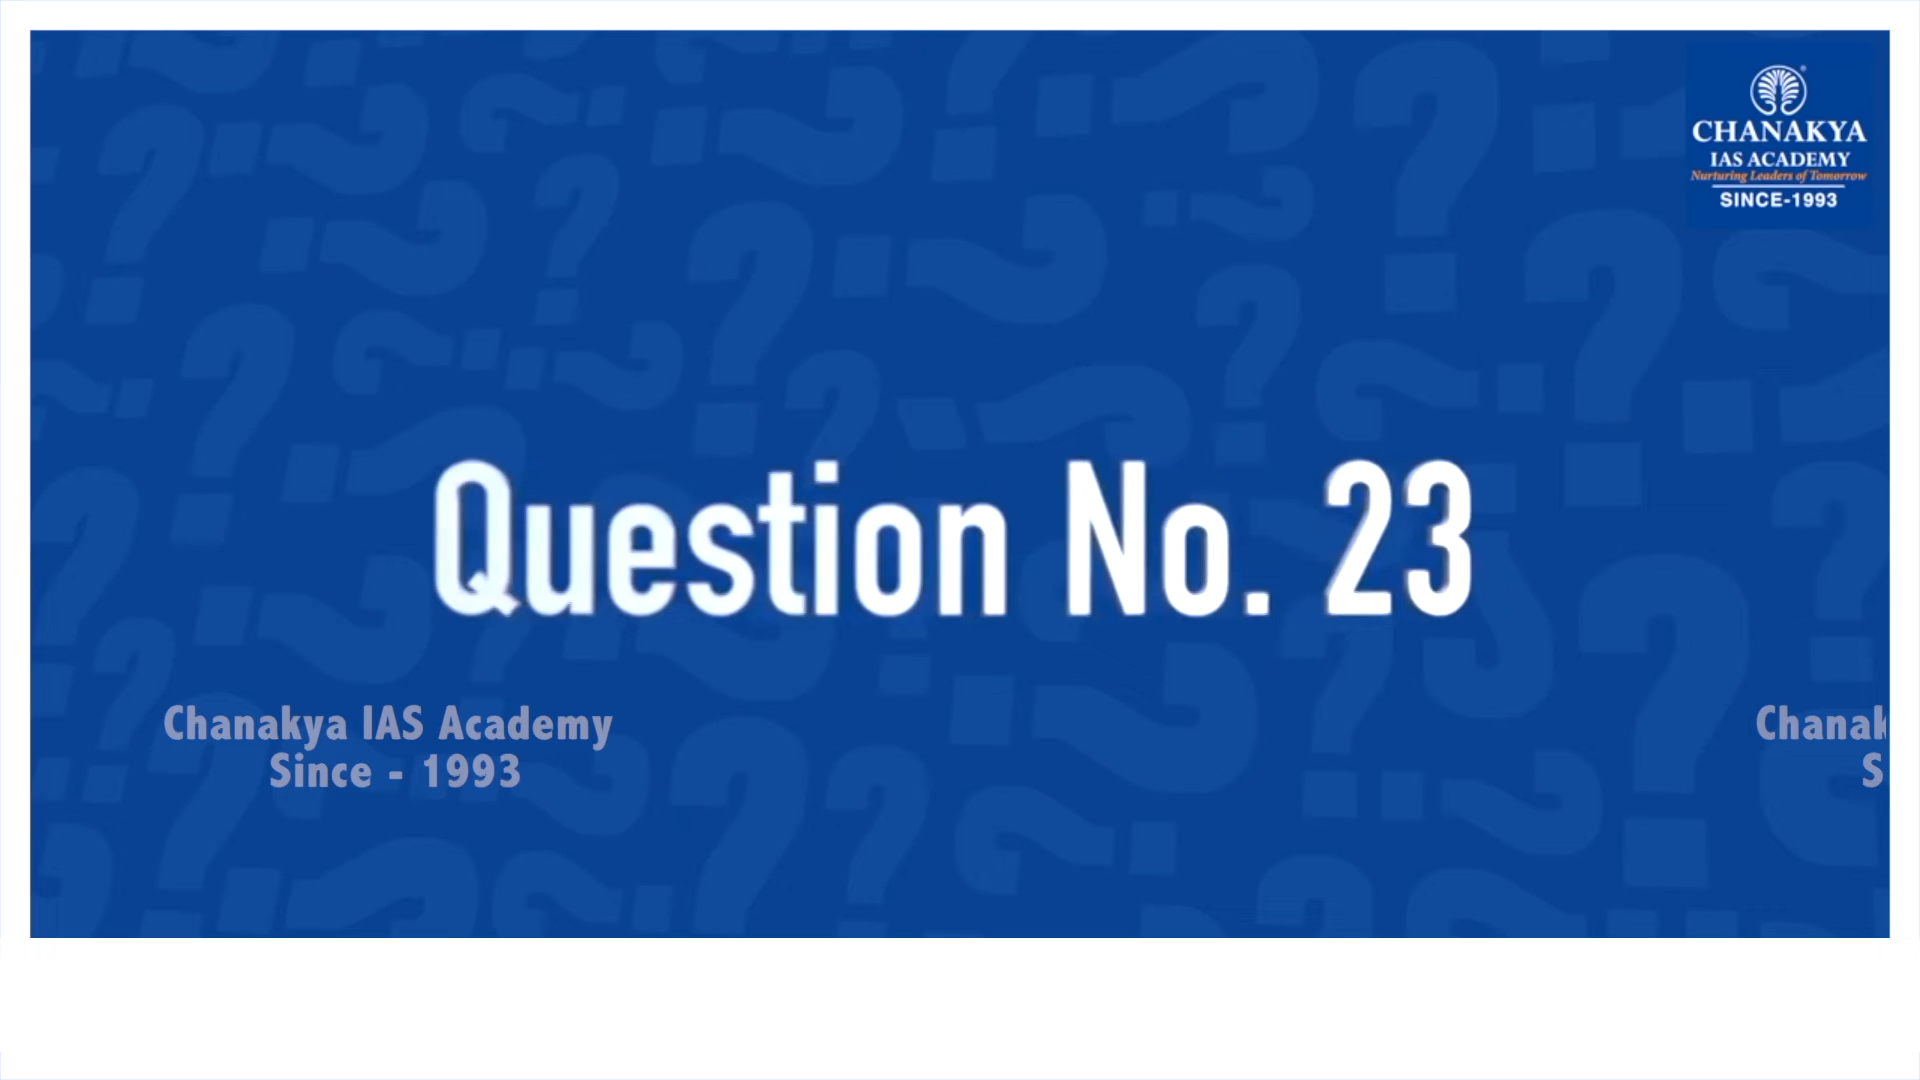 CHANAKYA
IAS ACADEMY
Nurturing Leaders of Tomorrow
SINCE-1993
Question No. 23
Chanakya IAS Academy
Since - 1993